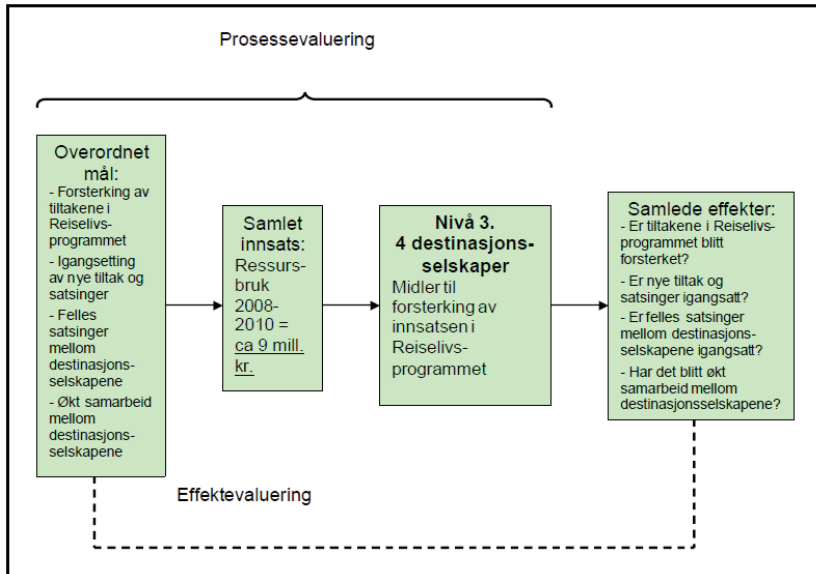 Prosessevaluering
Overordnet
mål:
- Forsterking av
tiltakene i
Reiselivs-
programmet
- Igangsetting
av nye tiltak og
satsinger
- Felles
satsinger
mellom
destinasjons-
selskapene
- Økt samarbeid
mellom
destinasjons-
selskapene
Samlet
innsats:
Ressurs-
bruk
2008-
2010 =
ca 9 mill.
kr.
Nivå 3.
4 destinasjons-
selskaper
Midler til
forsterking av
innsatsen i
Reiselivs-
programmet
Samlede effekter:
- Er tiltakene i Reiselivs-
programmet blitt
forsterket?
- Er nye tiltak og
satsinger igangsatt?
- Er felles satsinger
mellom destinasjons-
selskapene igangsatt?
- Har det blitt økt
samarbeid mellom
destinasjonsselskapene?
Effektevaluering